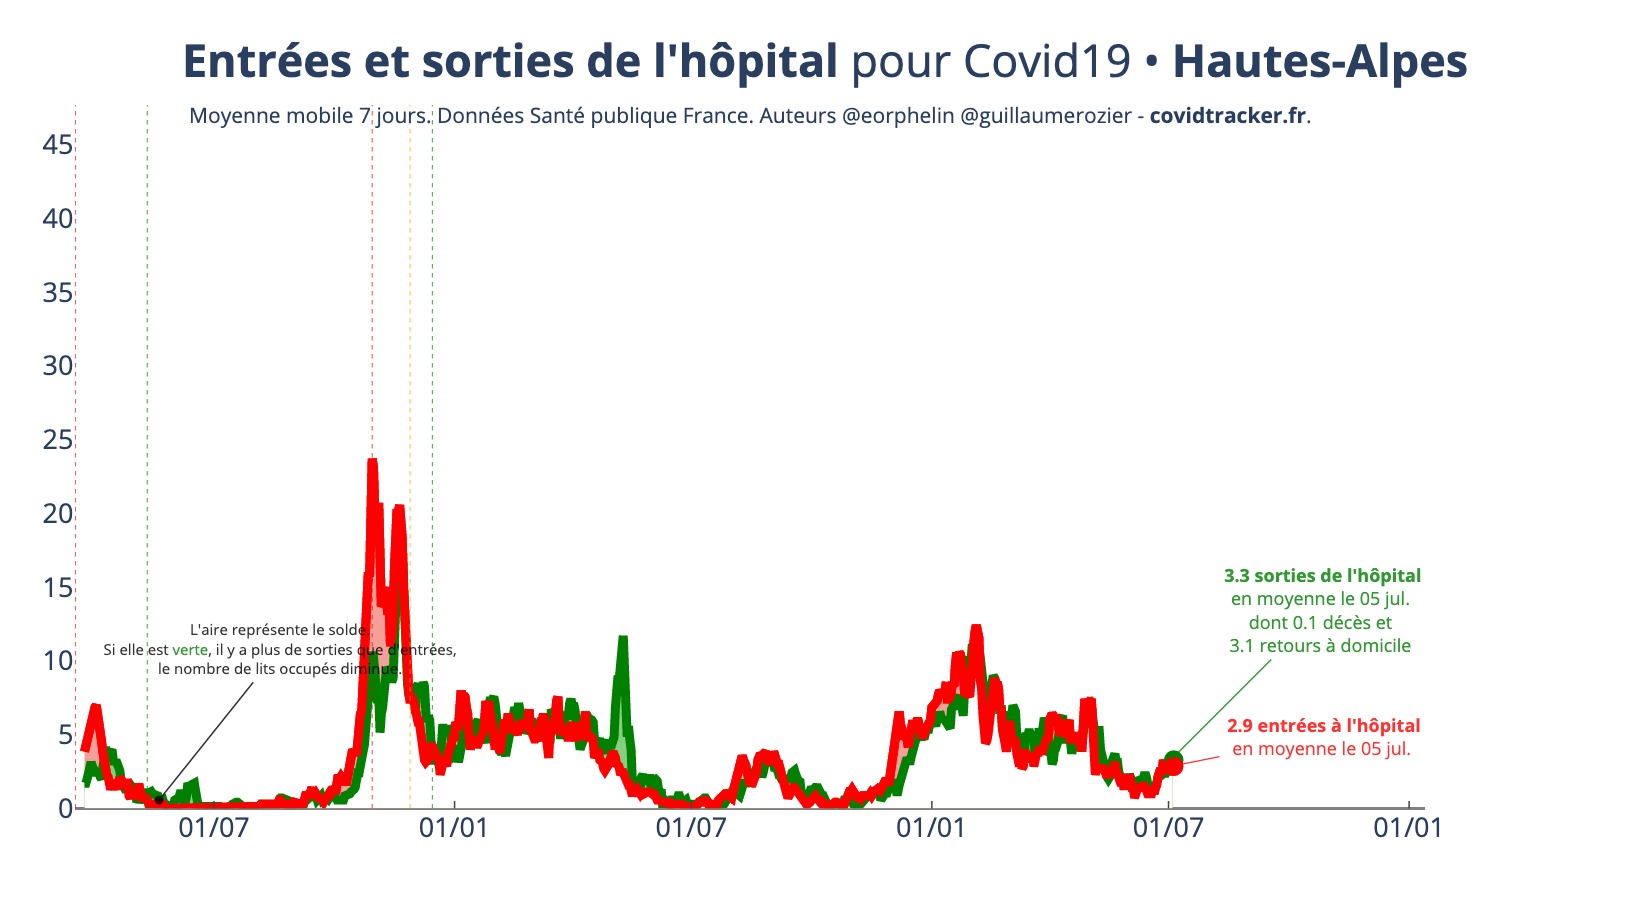 Entrées et sorties de l'hôpital pour Covid19 • Hautes-Alpes
Moyenne mobile 7 jours. Données Santé publique France. Auteurs @eorphelin @guillaumerozier - covidtracker.fr.
45
40
35
30
25
20
15
10
5
0
L'aire représente le solde.
Si elle est verte, il y a plus de sorties que d'entrées,
le nombre de lits occupés diminue.
3.3 sorties de l'hôpital
en moyenne le 05 jul.
dont 0.1 décès et
3.1 retours à domicile
2.9 entrées à l'hôpital
en moyenne le 05 jul.
01/07
01/01
01/07
01/01
01/07
01/01